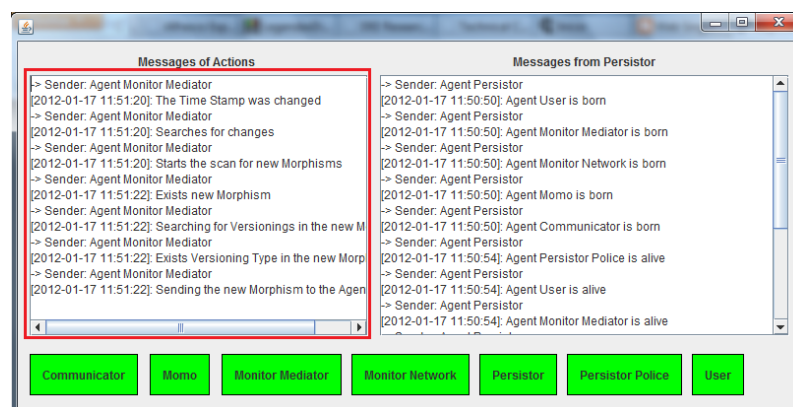 Messages of Actions
-> Sender: Agent Monitor Mediator
[2012-01-17 11:51:20]: The Time Stamp was changed
-> Sender: Agent Monitor Mediator
[2012-01-17 11:51:20]: Searches for changes
-> Sender: Agent Monitor Mediator
[2012-01-17 11:51:20]: Starts the scan for new Morphisms
-> Sender: Agent Monitor Mediator
[2012-01-17 11:51:22]: Exists new Morphism
-> Sender: Agent Monitor Mediator
[2012-01-17 11:51:22]: Searching for Versionings in the new M
-> Sender: Agent Monitor Mediator
[2012-01-17 11:51:22]: Exists Versioning Type in the new Morp
-> Sender: Agent Monitor Mediator
[2012-01-17 11:51:22]: Sending the new Morphism to the Agen
Messages from Persistor
-> Sender: Agent Persistor
[2012-01-17 11:50:50]: Agent User is born
-> Sender: Agent Persistor
[2012-01-17 11:50:50]: Agent Monitor Mediator is born
-> Sender: Agent Persistor
[2012-01-17 11:50:50]: Agent Monitor Network is born
-> Sender: Agent Persistor
[2012-01-17 11:50:50]: Agent Momo is born
-> Sender: Agent Persistor
[2012-01-17 11:50:50]: Agent Communicator is born
-> Sender: Agent Persistor
[2012-01-17 11:50:54]: Agent Persistor Police is alive
-> Sender: Agent Persistor
[2012-01-17 11:50:54]: Agent User is alive
-> Sender: Agent Persistor
[2012-01-17 11:50:54]: Agent Monitor Mediator is alive
Communicator Momo Monitor Mediator Monitor Network Persistor Persistor Police User